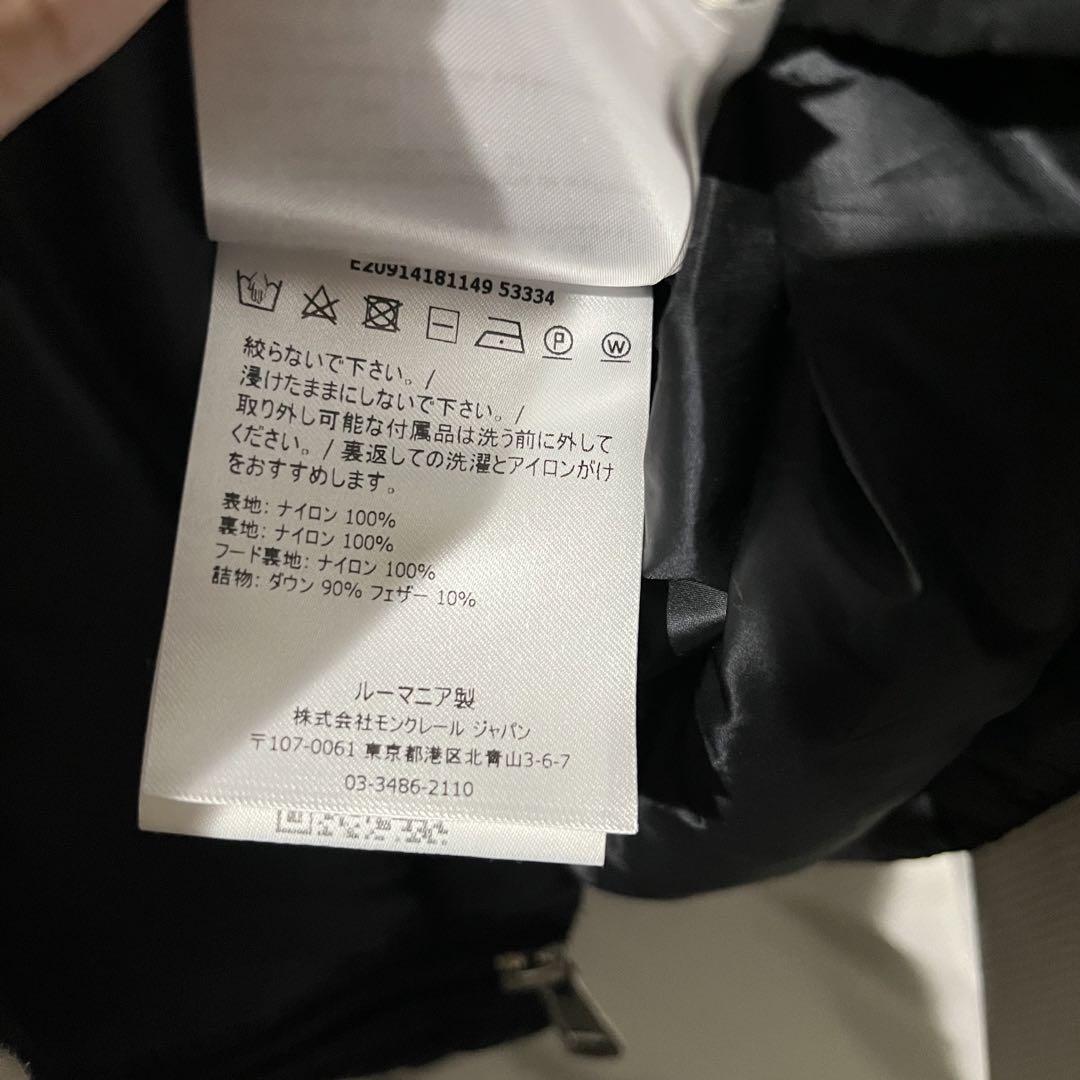 E20914181149 53334
P W
絞らないで下さい。/
浸けたままにしないで下さい。/
取り外し可能な付属品は洗う前に外して
ください。/ 裏返しての洗濯とアイロンがけ
をおすすめします。
表地: ナイロン 100%
裏地: ナイロン 100%
フード裏地: ナイロン 100%
詰物: ダウン 90% フェザー 10%
ルーマニア製
株式会社モンクレール ジャパン
〒107-0061 東京都港区北青山3-6-7
03-3486-2110